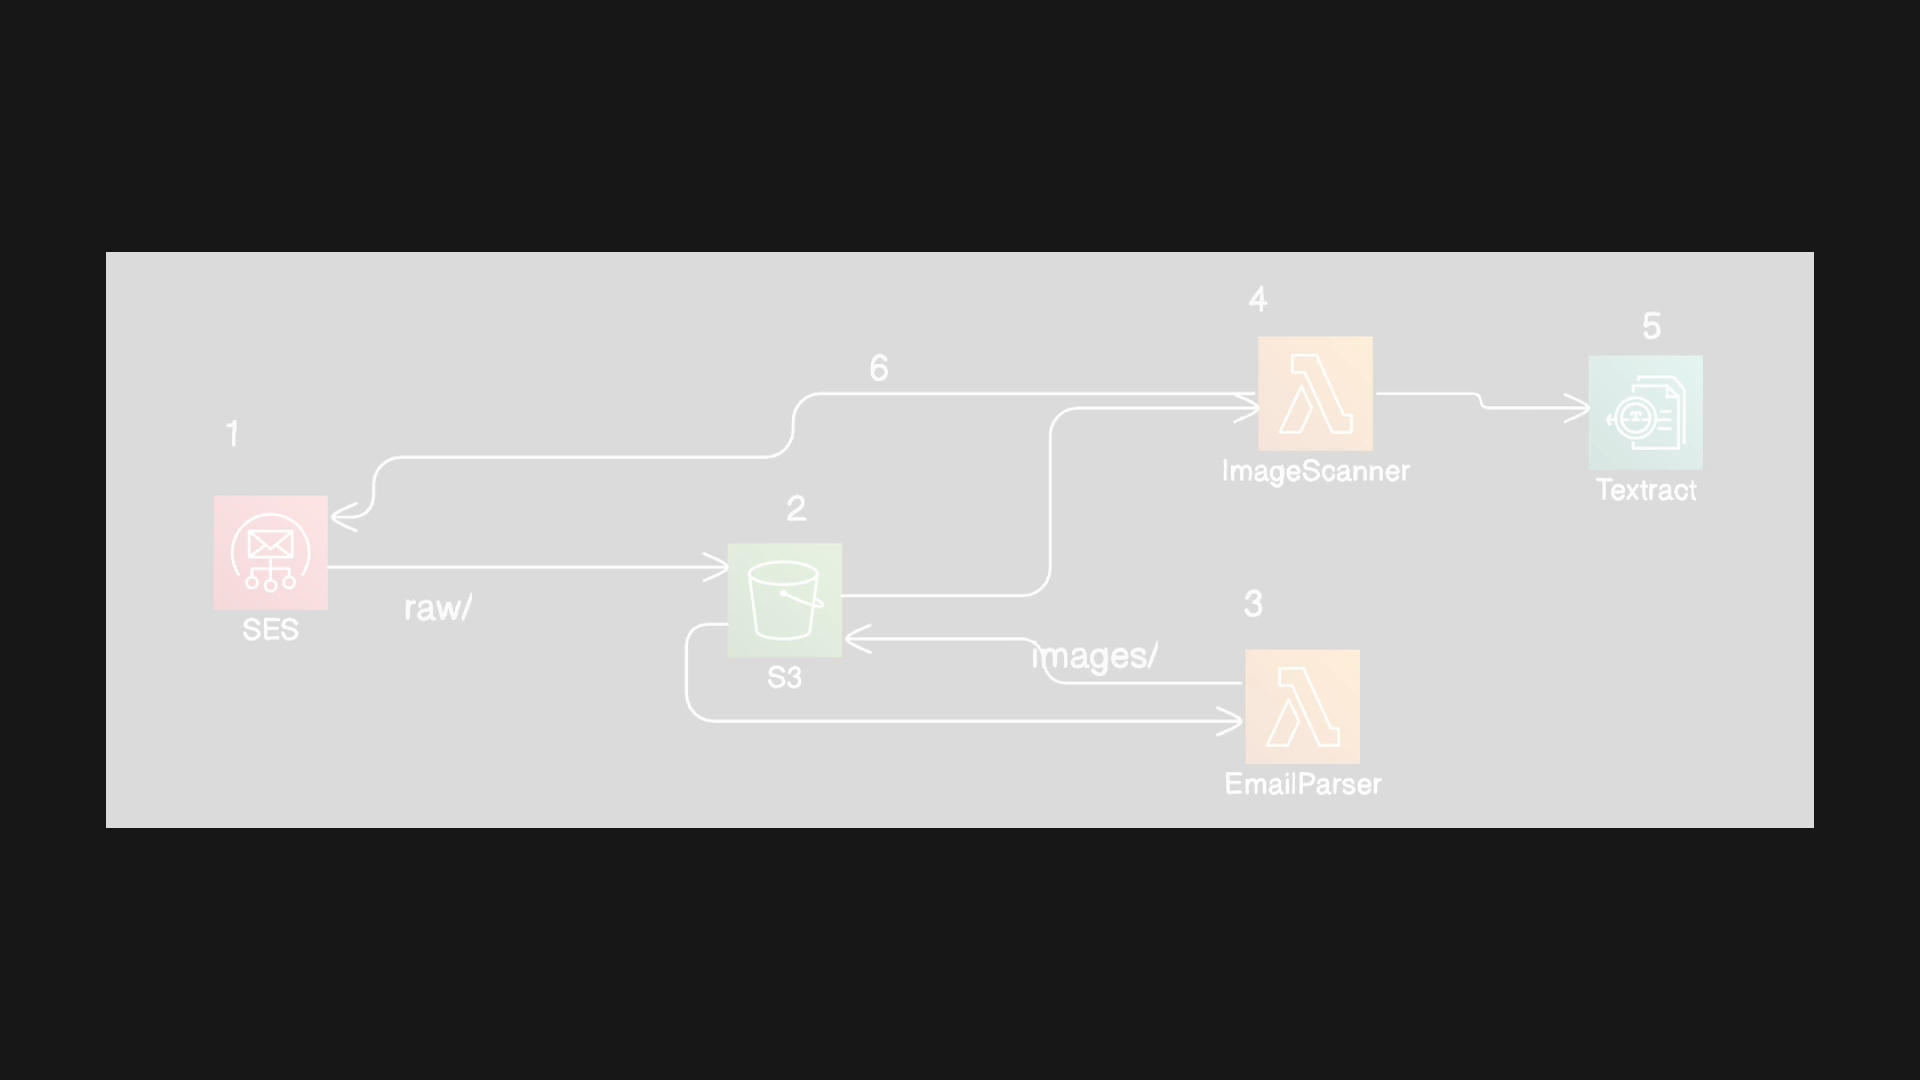 4
5
6
1
ImageScanner
Textract
2
3
raw/
SES
images/
S3
EmailParser